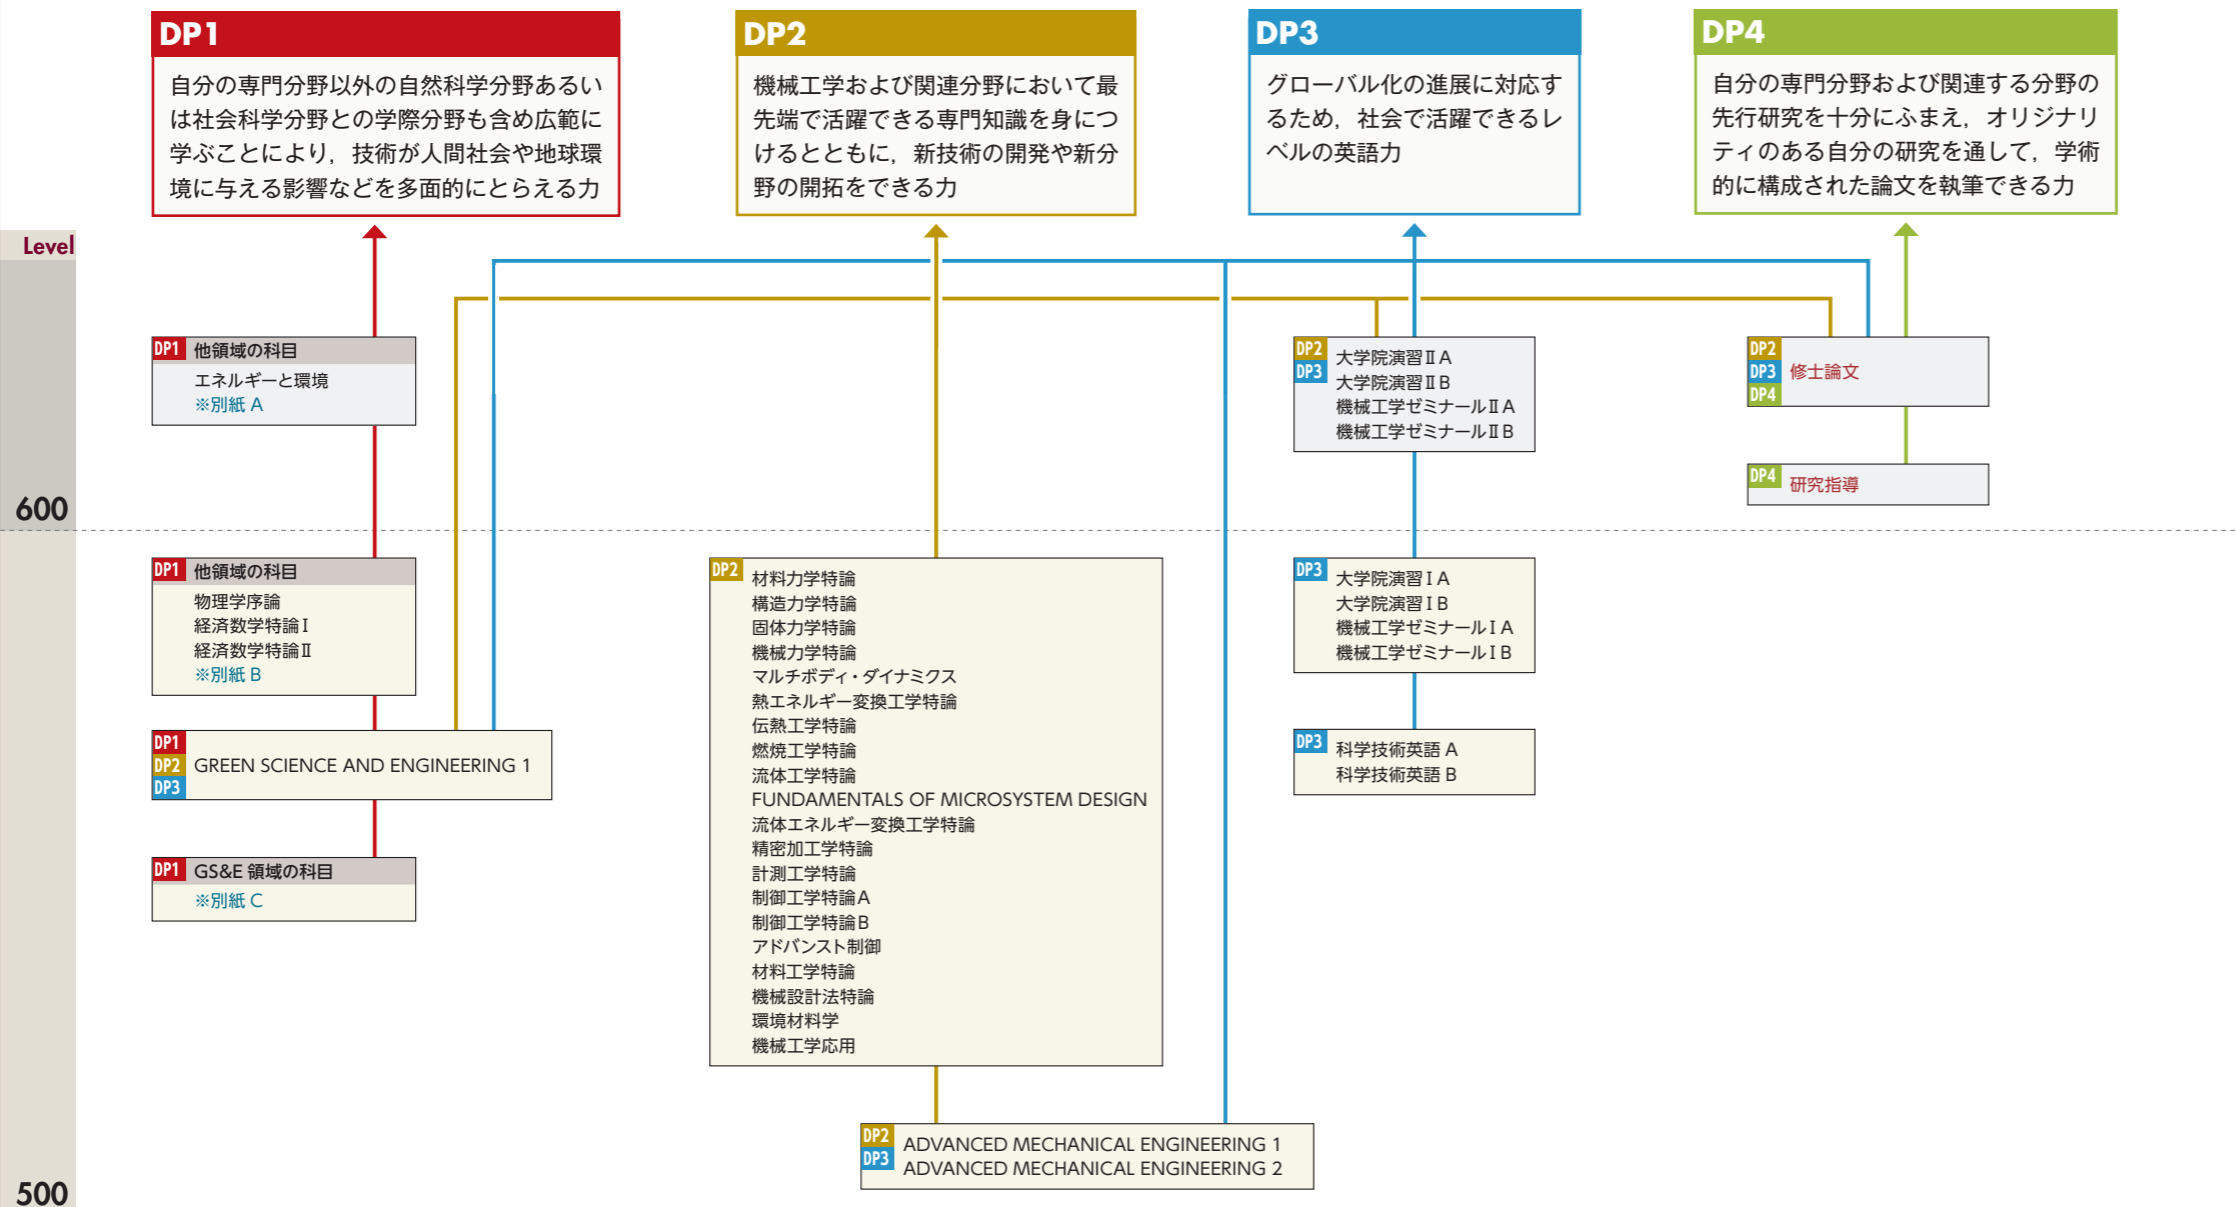 DP1
自分の専門分野以外の自然科学分野あるい
は社会科学分野との学際分野も含め広範に
学ぶことにより，技術が人間社会や地球環
境に与える影響などを多面的にとらえる力
DP2
機械工学および関連分野において最
先端で活躍できる専門知識を身につ
けるとともに，新技術の開発や新分
野の開拓をできる力
DP3
グローバル化の進展に対応す
るため，社会で活躍できるレ
ベルの英語力
DP4
自分の専門分野および関連する分野の
先行研究を十分にふまえ，オリジナリ
ティのある自分の研究を通して，学術
的に構成された論文を執筆できる力
Level
600
DP1 他領域の科目
エネルギーと環境
※別紙 A
DP2
DP3
大学院演習Ⅱ A
大学院演習Ⅱ B
機械工学ゼミナールⅡ A
機械工学ゼミナールⅡ B
DP2
DP3
DP4
修士論文
DP4 研究指導
500
DP1 他領域の科目
物理学序論
経済数学特論Ⅰ
経済数学特論Ⅱ
※別紙 B
DP1
DP2
DP3
GREEN SCIENCE AND ENGINEERING 1
DP1 GS&E 領域の科目
※別紙 C
DP2
材料力学特論
構造力学特論
固体力学特論
機械力学特論
マルチボディ・ダイナミクス
熱エネルギー変換工学特論
伝熱工学特論
燃焼工学特論
流体工学特論
FUNDAMENTALS OF MICROSYSTEM DESIGN
流体エネルギー変換工学特論
精密加工学特論
計測工学特論
制御工学特論A
制御工学特論B
アドバンスト制御
材料工学特論
機械設計法特論
環境材料学
機械工学応用
DP2
DP3
ADVANCED MECHANICAL ENGINEERING 1
ADVANCED MECHANICAL ENGINEERING 2
DP3
大学院演習Ⅰ A
大学院演習Ⅰ B
機械工学ゼミナールⅠ A
機械工学ゼミナールⅠ B
DP3
科学技術英語 A
科学技術英語 B